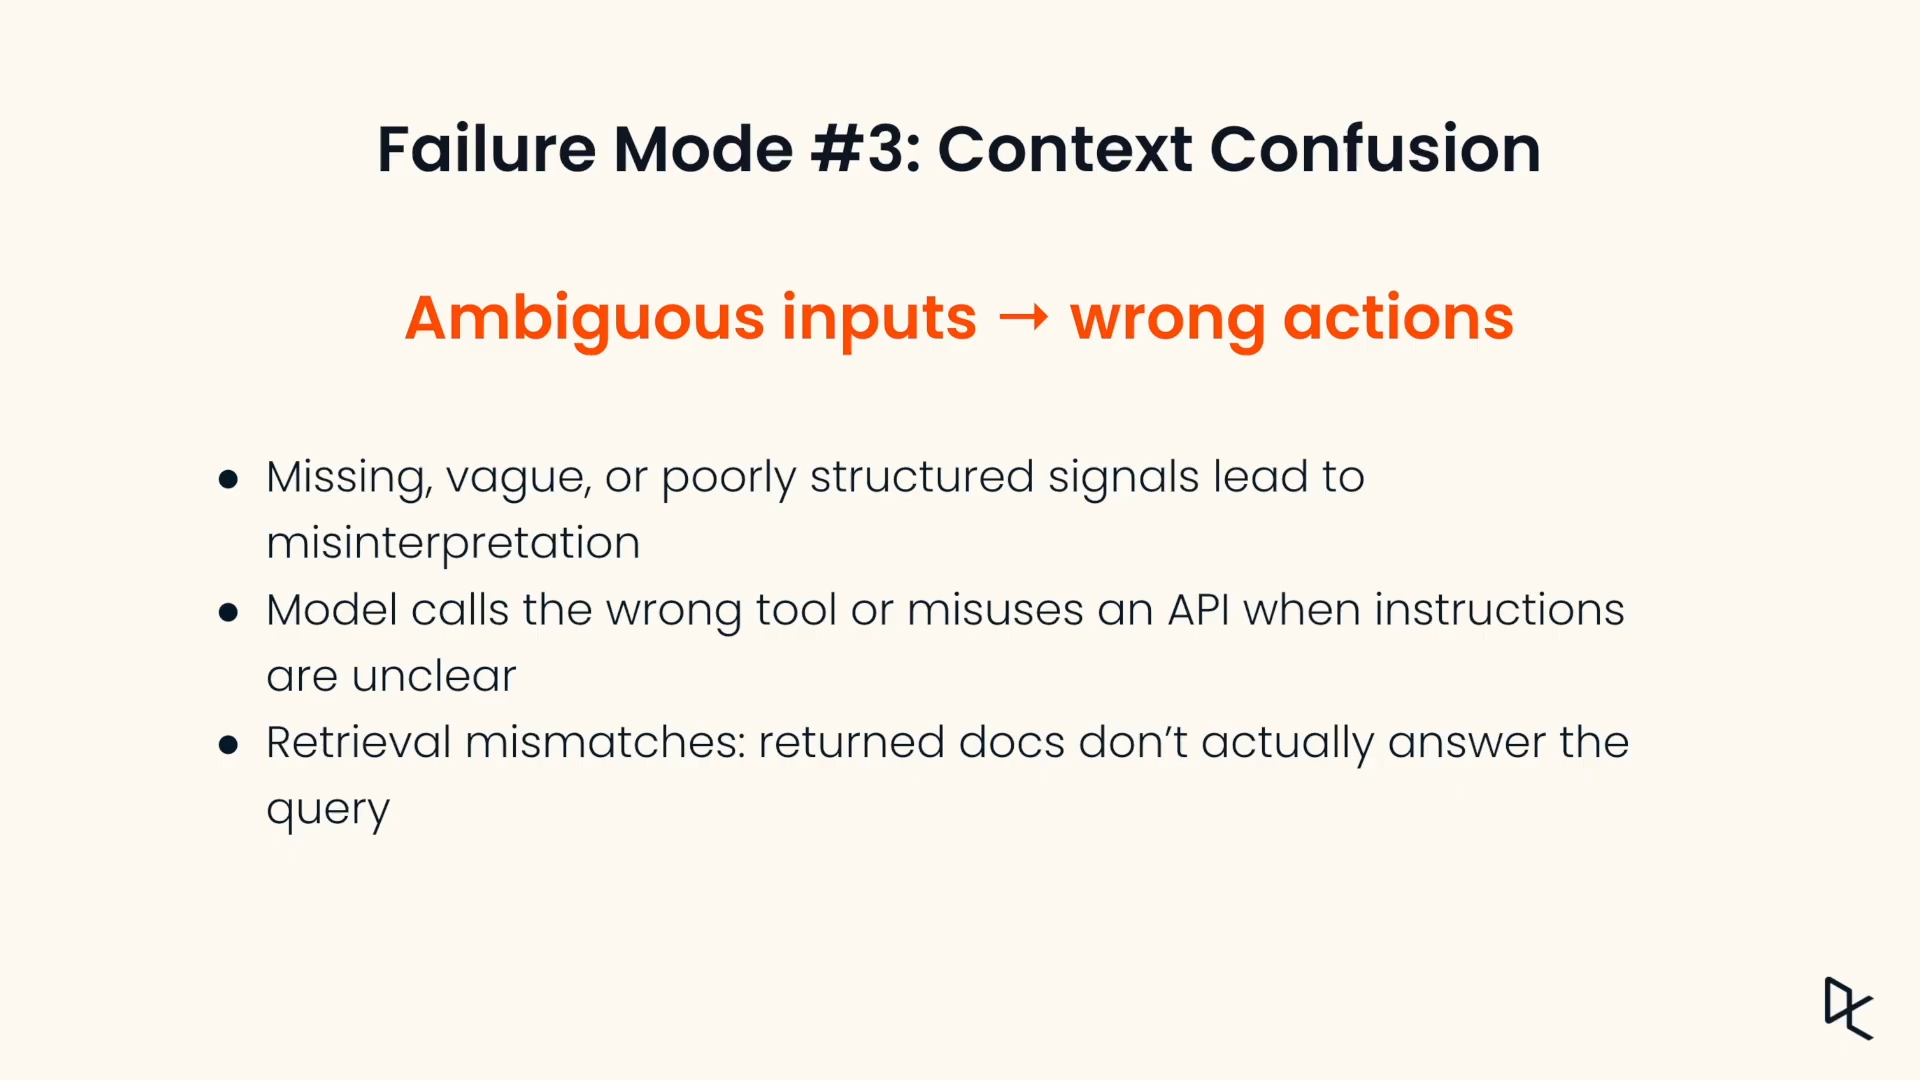 Failure Mode #3: Context Confusion
Ambiguous inputs → wrong actions
● Missing, vague, or poorly structured signals lead to
misinterpretation
● Model calls the wrong tool or misuses an API when instructions
are unclear
● Retrieval mismatches: returned docs don’t actually answer the
query